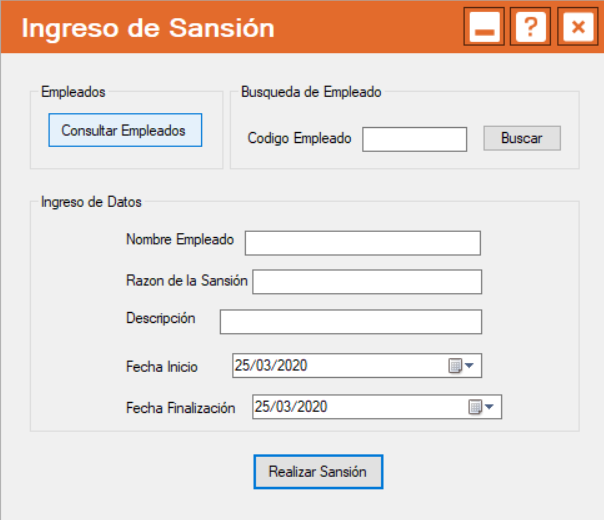 Ingreso de Sansión
?
Empleados
Consultar Empleados
Busqueda de Empleado
Codigo Empleado
Buscar
Ingreso de Datos
Nombre Empleado
Razon de la Sansión
Descripción
Fecha Inicio 25/03/2020
Fecha Finalización 25/03/2020
Realizar Sansión